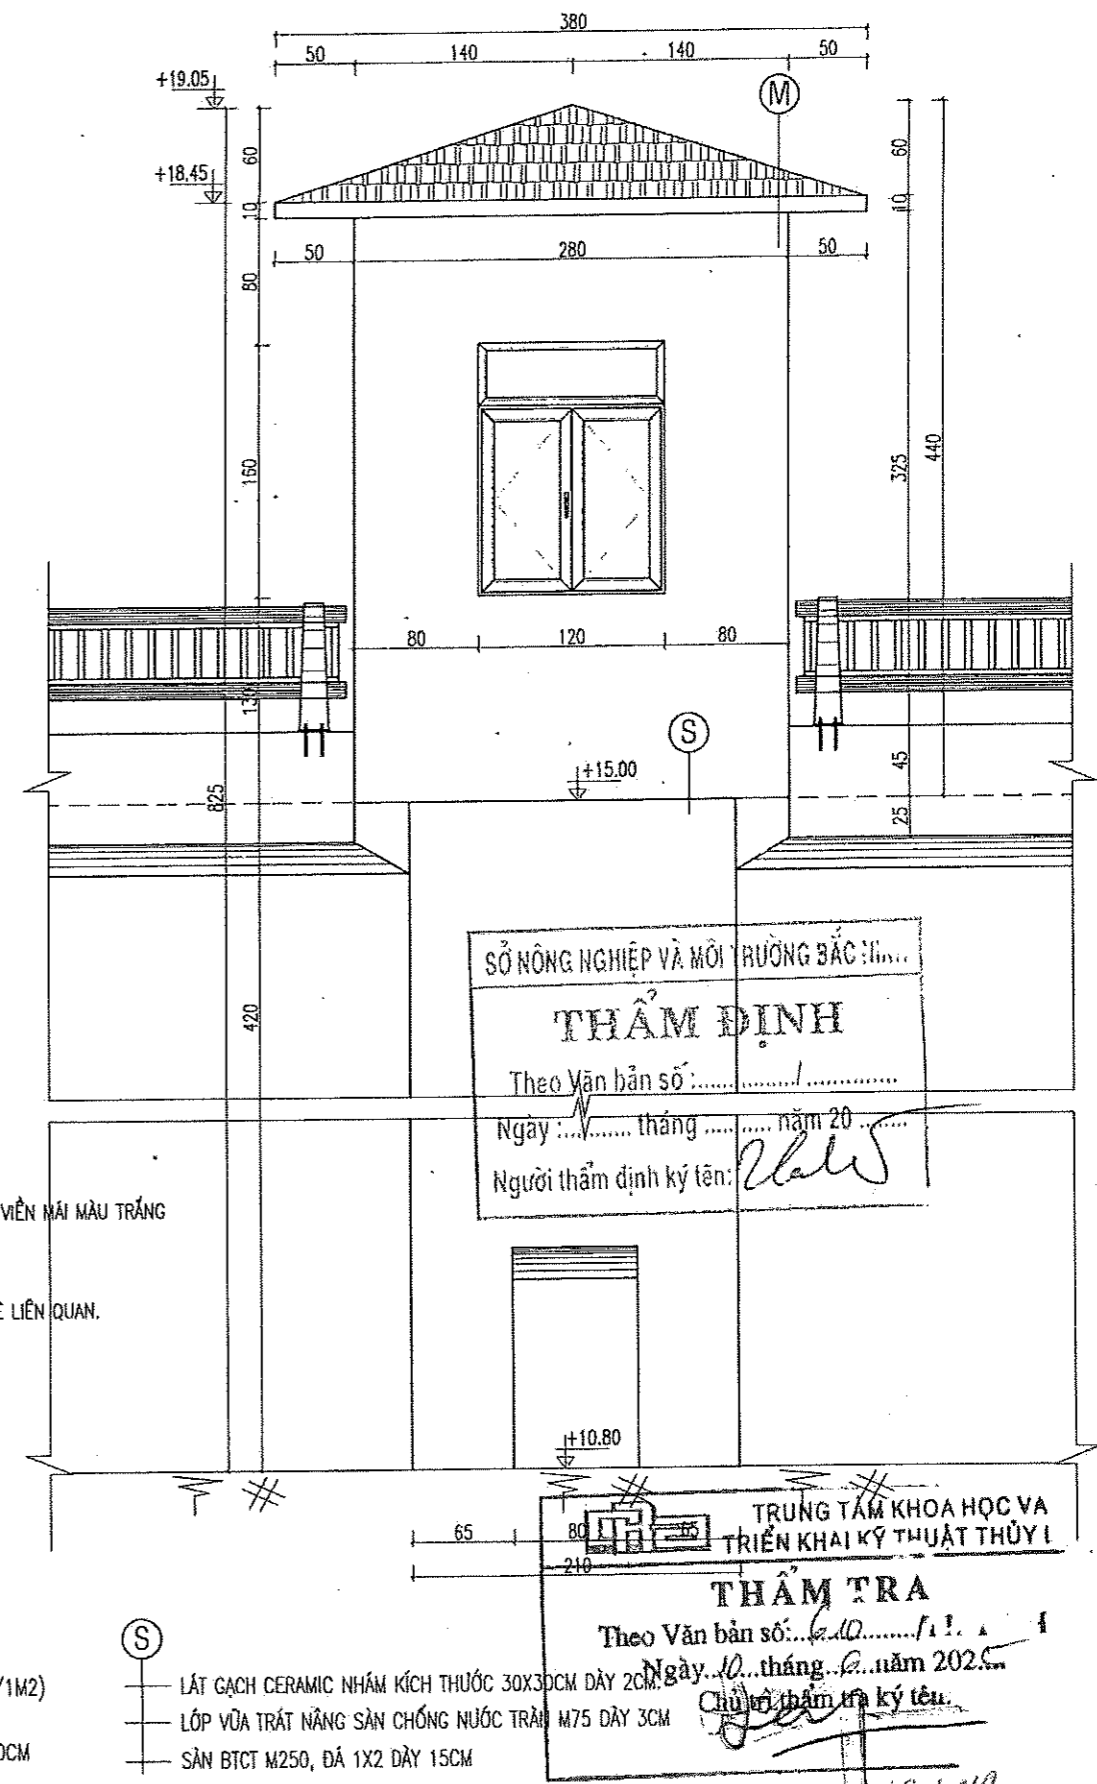 380
50 140 140 50
+19.05
M
60 60
+18.45
10 10
50 280 50
80
160
325
440
80 120 80
130
S
+15.00
45
825
25
SỞ NÔNG NGHIỆP VÀ MÔI TRƯỜNG BẮC
THẨM ĐỊNH
420
Theo Văn bản số:............/..............
Ngày :.......... tháng .......... năm 20 ........
Người thẩm định ký tên:
VIỀN MÁI MÀU TRẮNG
LIÊN QUAN.
+10.80
65 80 65
210
TRUNG TÂM KHOA HỌC VÀ
TRIỂN KHAI KỸ THUẬT THỦY L
THẨM TRA
Theo Văn bản số:...610......./
Ngày..10...tháng..6..năm 202
Chủ trì thẩm tra ký tên.
S
/1M2)
LÁT GẠCH CERAMIC NHÁM KÍCH THƯỚC 30X30CM DÀY 2CM.
LỚP VỮA TRÁT NÂNG SÀN CHỐNG NƯỚC TRÀN M75 DÀY 3CM
0CM
SÀN BTCT M250, ĐÁ 1X2 DÀY 15CM